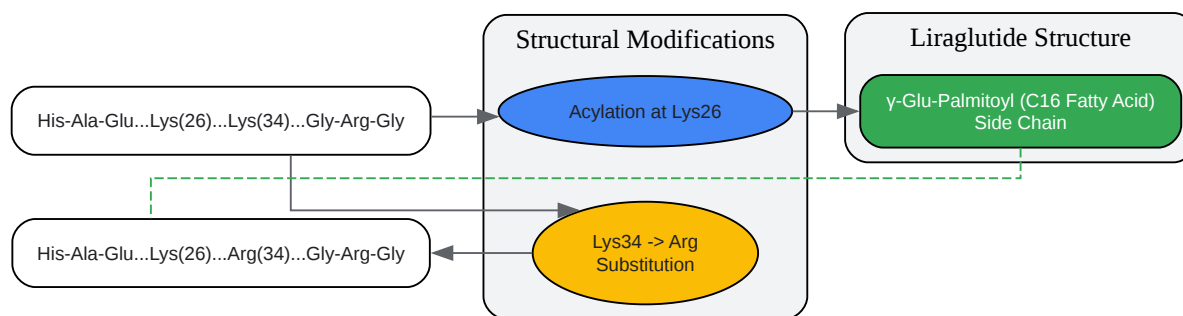 Structural Modifications
Liraglutide Structure
His-Ala-Glu...Lys(26)...Lys(34)...Gly-Arg-Gly
Acylation at Lys26
γ-Glu-Palmitoyl (C16 Fatty Acid)
Side Chain
His-Ala-Glu...Lys(26)...Arg(34)...Gly-Arg-Gly
Lys34 -> Arg
Substitution